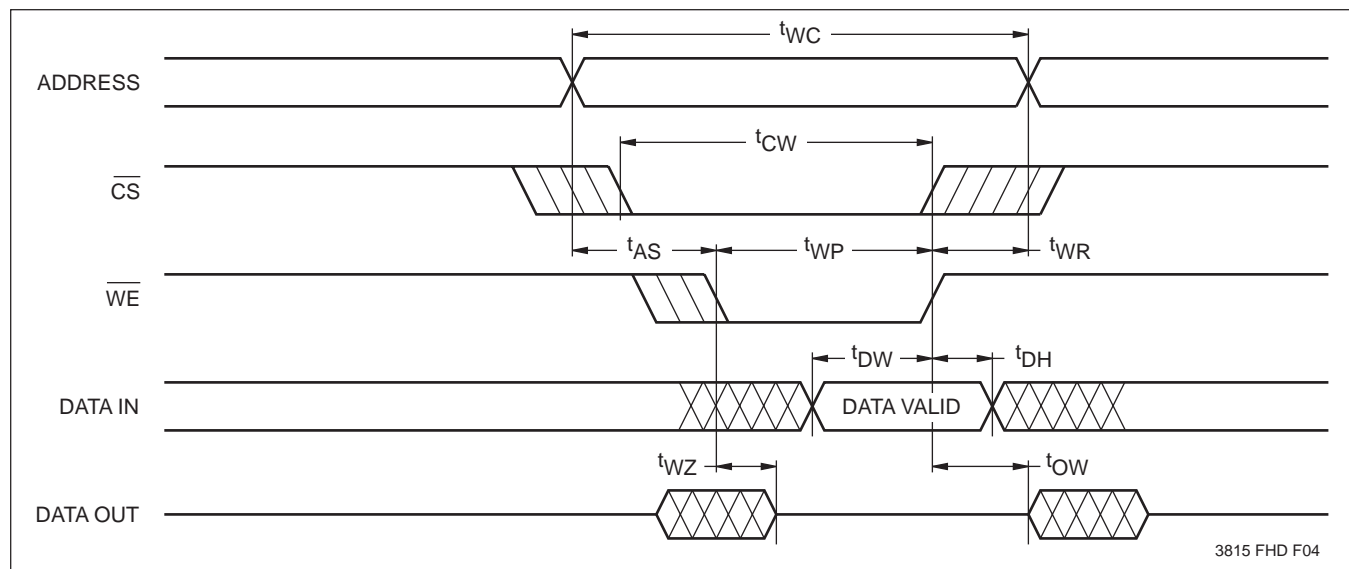 tWC
ADDRESS
tCW
CS
tAS tWP tWR
WE
tDW tDH
DATA IN DATA VALID
tWZ tOW
DATA OUT
3815 FHD F04